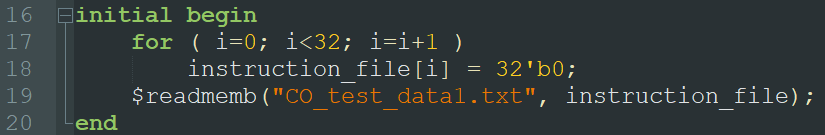 16 initial begin
17 for ( i=0; i<32; i=i+1 )
18 instruction_file[i] = 32'b0;
19 $readmemb("CO_test_data1.txt", instruction_file);
20 end